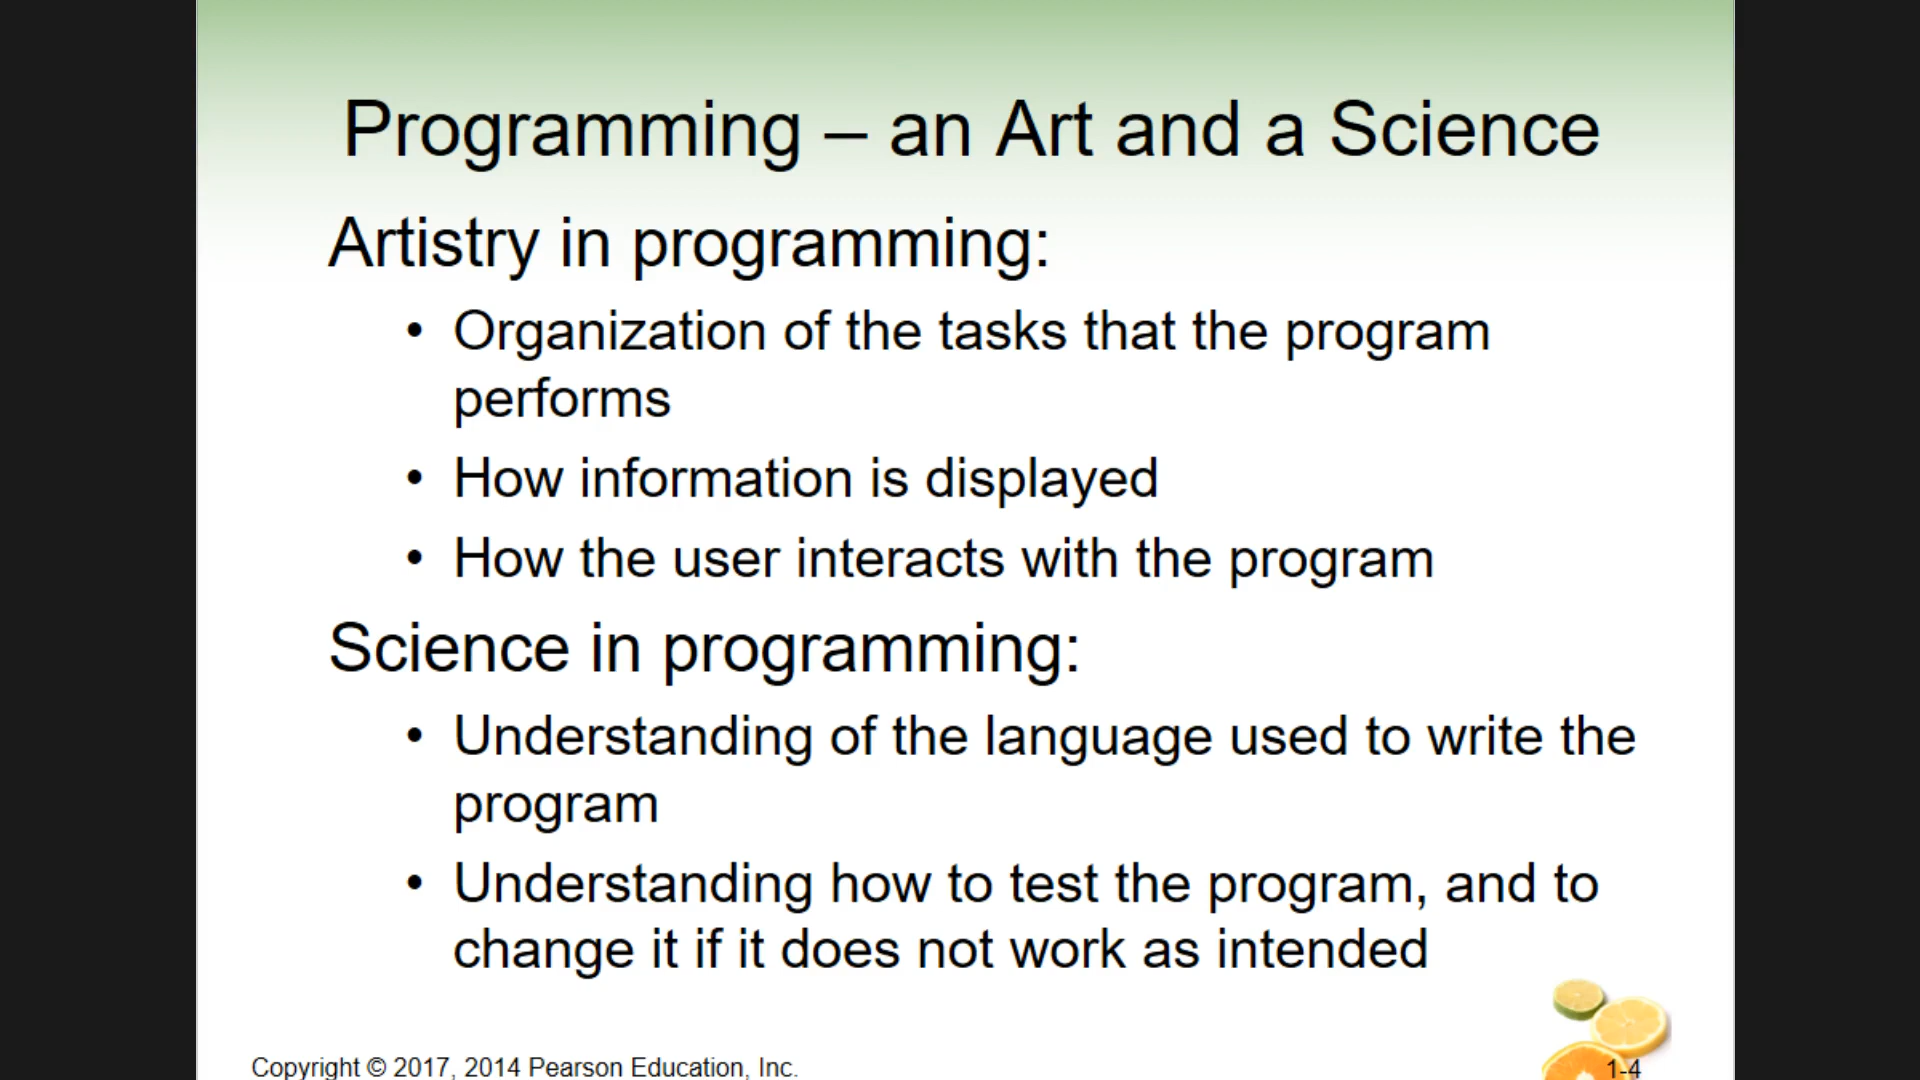 Programming – an Art and a Science
Artistry in programming:
• Organization of the tasks that the program
performs
• How information is displayed
• How the user interacts with the program
Science in programming:
• Understanding of the language used to write the
program
• Understanding how to test the program, and to
change it if it does not work as intended
Copyright © 2017, 2014 Pearson Education, Inc.
1-4